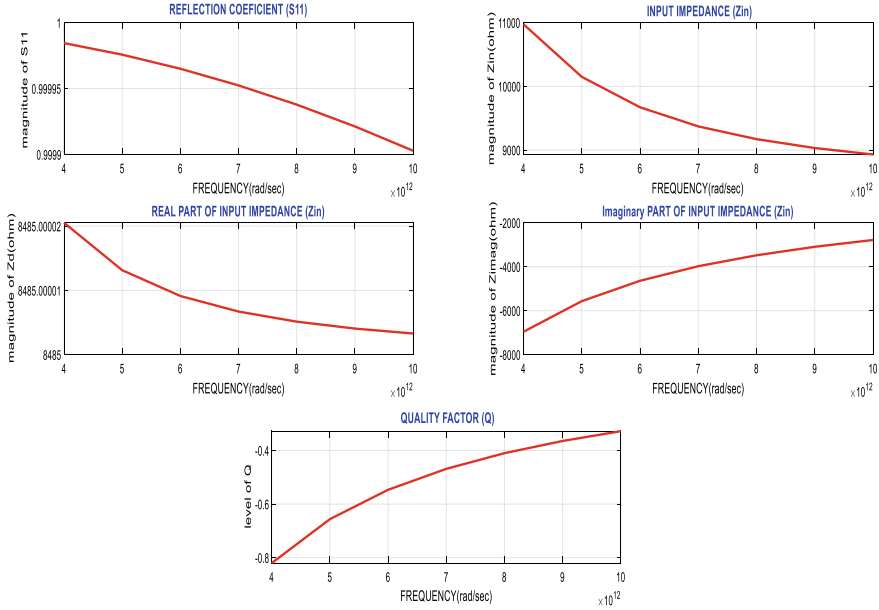 REFLECTION COEFICIENT (S11)
magnitude of S11
1
0.99995
0.9999
4 5 6 7 8 9 10
FREQUENCY(rad/sec)
×10^12
INPUT IMPEDANCE (Zin)
magnitude of Zin(ohm)
11000
10000
9000
4 5 6 7 8 9 10
FREQUENCY(rad/sec)
×10^12
REAL PART OF INPUT IMPEDANCE (Zin)
magnitude of Zd(ohm)
8485.00002
8485.00001
8485
4 5 6 7 8 9 10
FREQUENCY(rad/sec)
×10^12
Imaginary PART OF INPUT IMPEDANCE (Zin)
magnitude of Zimag(ohm)
-2000
-4000
-6000
-8000
4 5 6 7 8 9 10
FREQUENCY(rad/sec)
×10^12
QUALITY FACTOR (Q)
level of Q
-0.4
-0.6
-0.8
4 5 6 7 8 9 10
FREQUENCY(rad/sec)
×10^12